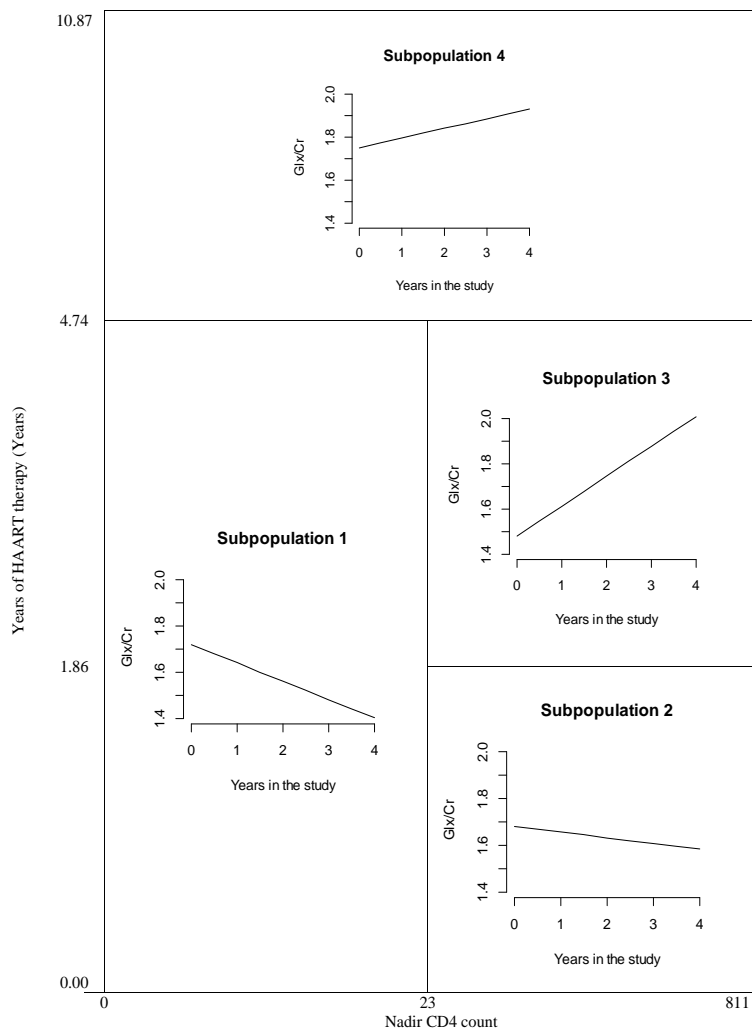 10.87
Subpopulation 4
Glx/Cr
1.4 1.6 1.8 2.0
0 1 2 3 4
Years in the study
4.74
Subpopulation 3
Glx/Cr
1.4 1.6 1.8 2.0
0 1 2 3 4
Years in the study
Years of HAART therapy (Years)
Subpopulation 1
Glx/Cr
1.4 1.6 1.8 2.0
0 1 2 3 4
Years in the study
1.86
Subpopulation 2
Glx/Cr
1.4 1.6 1.8 2.0
0 1 2 3 4
Years in the study
0.00
0 23 811
Nadir CD4 count